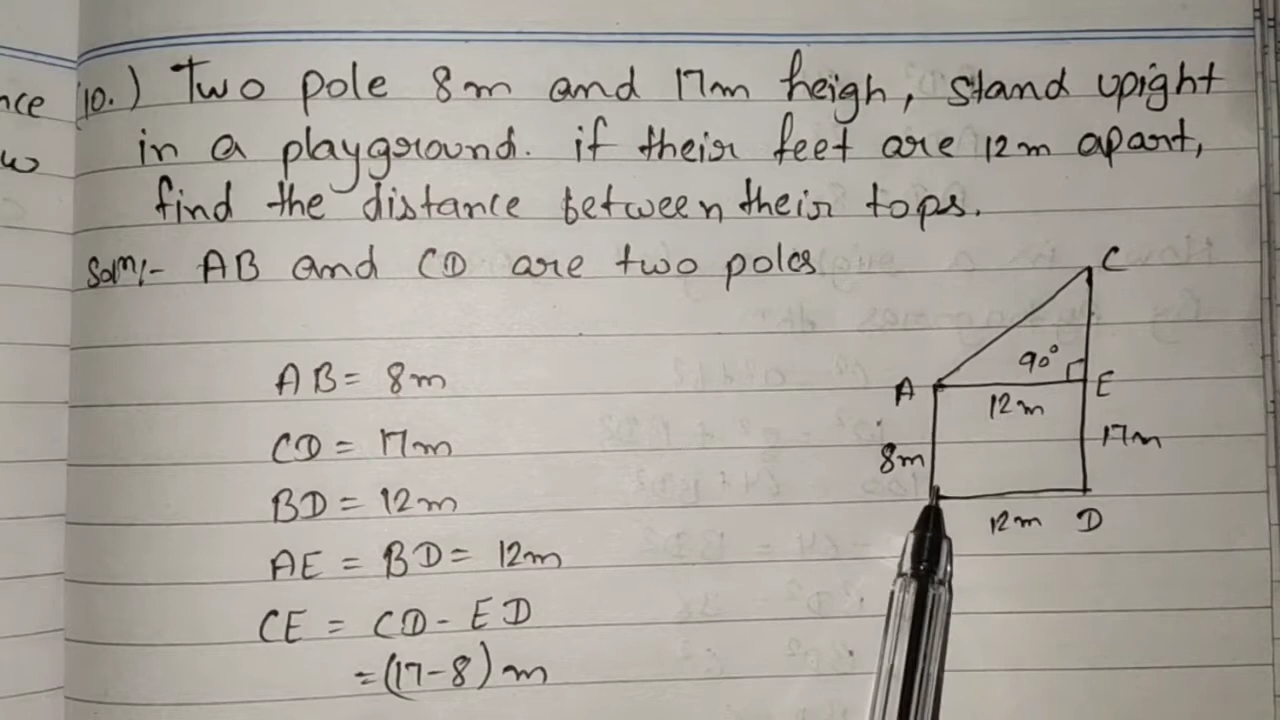 nce
w
10.) Two pole 8m and 17m heigh, stand upight
in a playground. if their feet are 12m apart,
find the distance between their tops.
Soln:- AB and CD are two poles
C
90°
A
E
12m
17m
8m
12m D
AB = 8m
CD = 17m
BD = 12m
AE = BD = 12m
CE = CD - ED
= (17-8) m